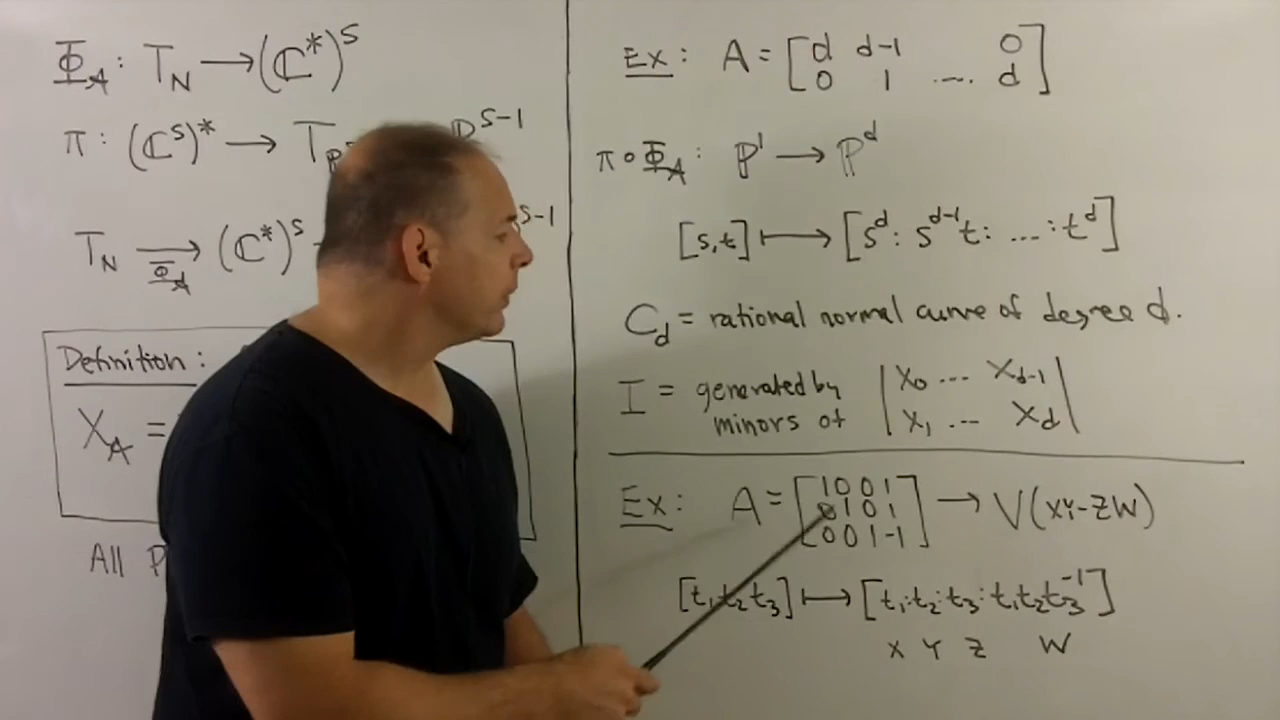 Φ_A : T_N → (ℂ*)^S
π : (ℂ^S)* → T_P ℙ^{S-1}
T_N →_{Φ_A} (ℂ*)^S S-1
Definition :
X_A =
All P
Ex : A = [d d-1 0
0 1 .... d]
π ∘ Φ_A : ℙ^1 → ℙ^d
[s,t] ↦ [s^d : s^{d-1}t : .... : t^d]
C_d = rational normal curve of degree d.
I = generated by minors of |X_0 ... X_{d-1}
X_1 ... X_d|
Ex : A = [1 0 0 1
0 1 0 1
0 0 1 -1] → V(XY-ZW)
[t_1 t_2 t_3] ↦ [t_1 : t_2 : t_3 : t_1 t_2 t_3^{-1}]
X Y Z W